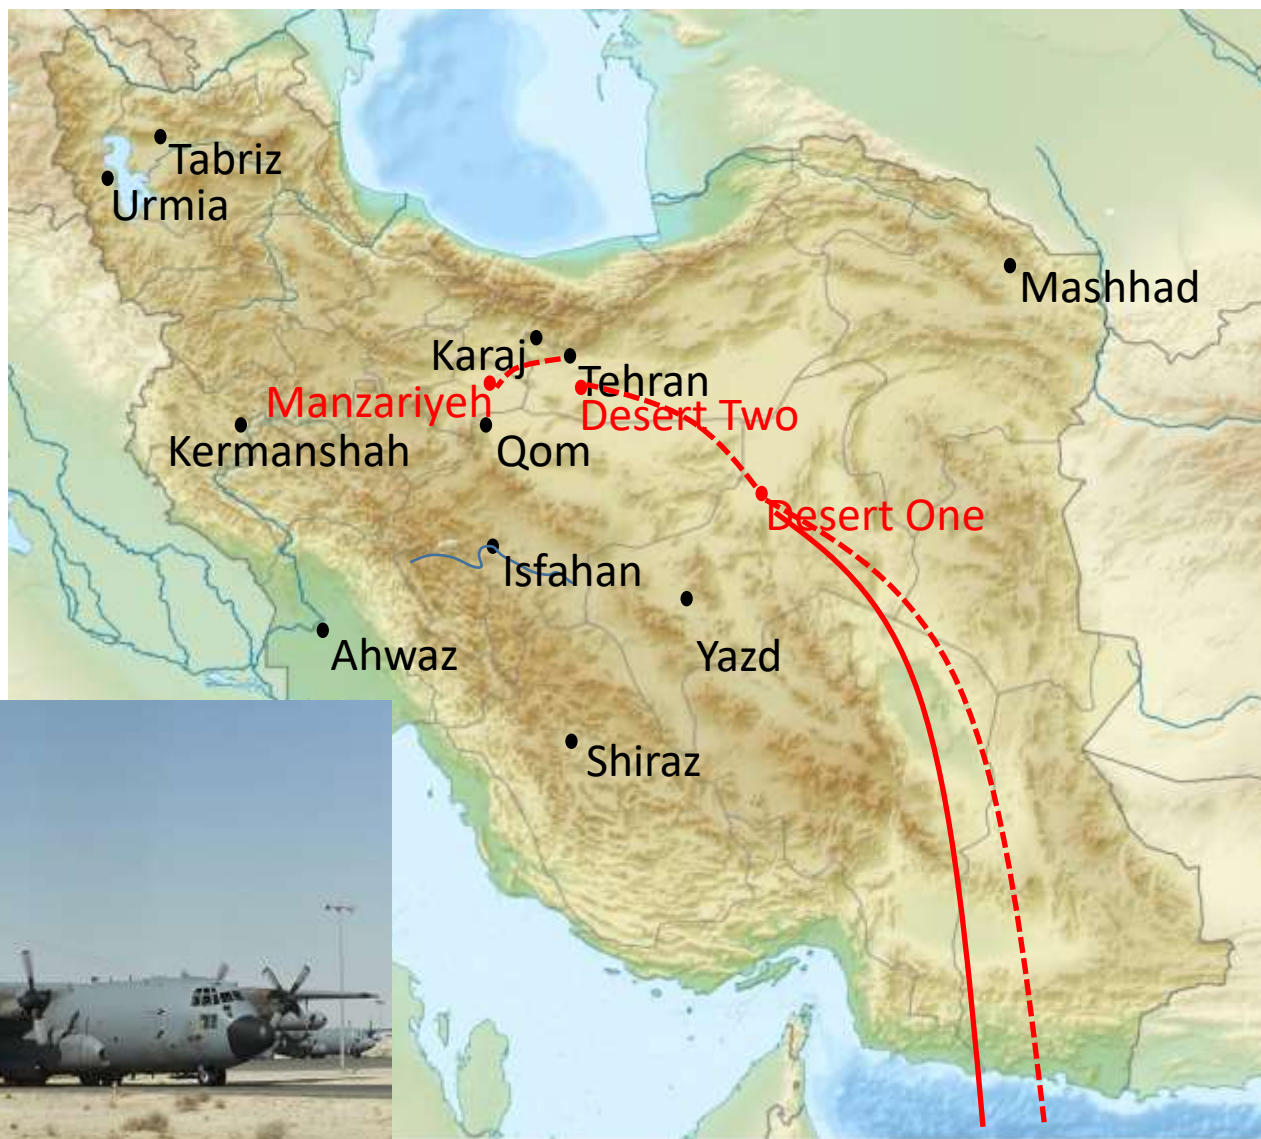 Tabriz
Urmia
Mashhad
Karaj
Tehran
Manzariyeh
Desert Two
Kermanshah
Qom
Desert One
Isfahan
Ahwaz
Yazd
Shiraz